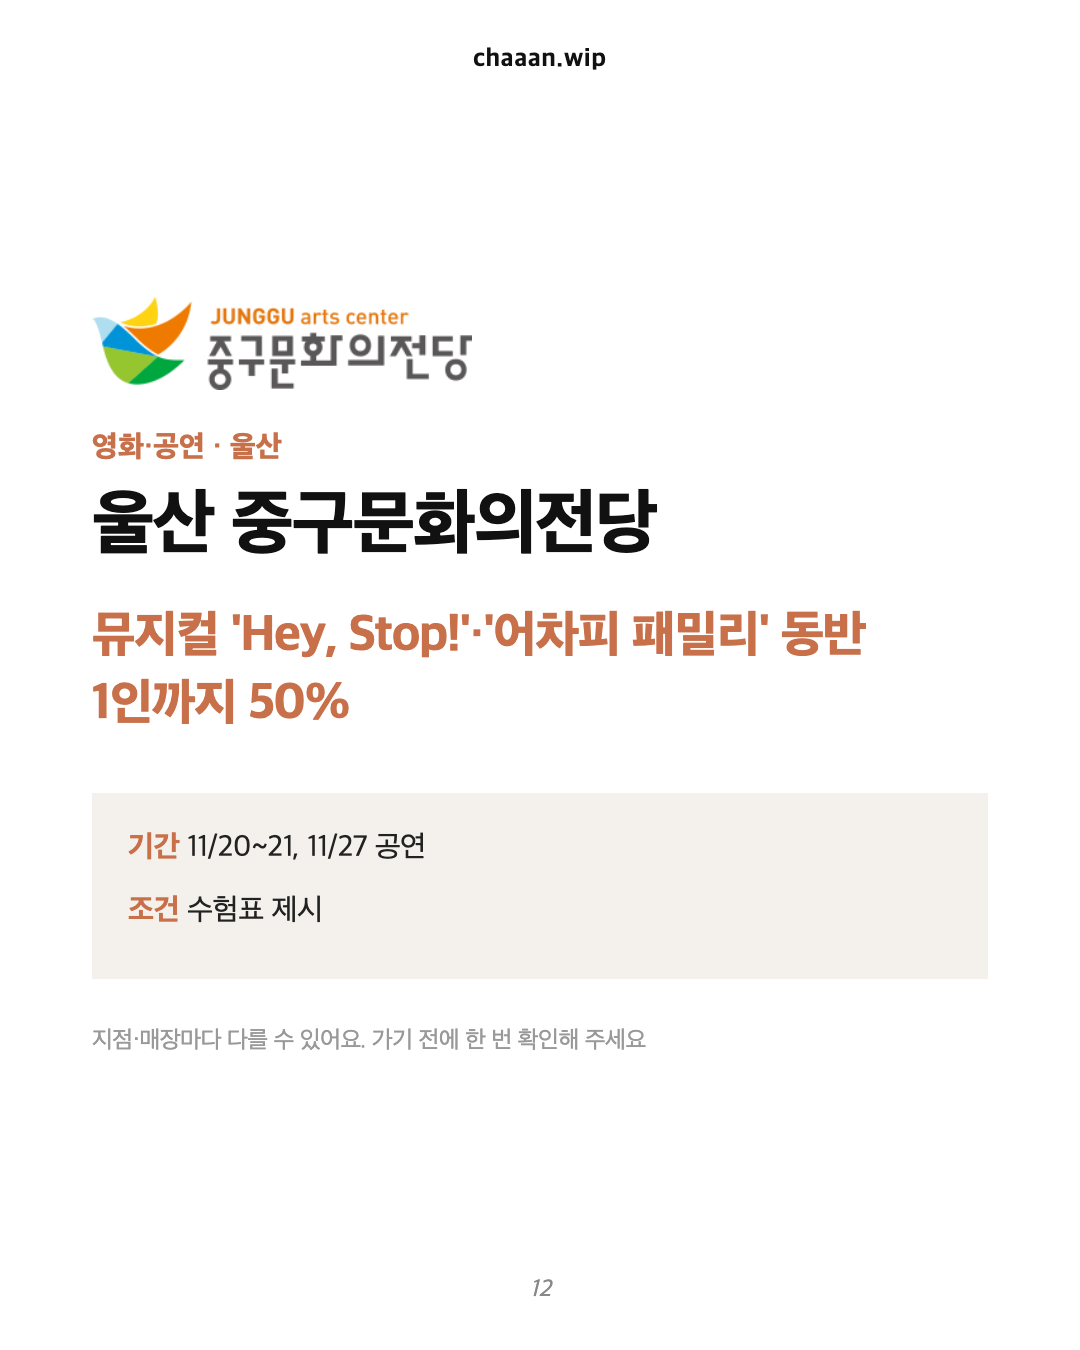 chaaan.wip
JUNGGU arts center
중구문화의전당
영화·공연 · 울산
울산 중구문화의전당
뮤지컬 'Hey, Stop!'·'어차피 패밀리' 동반
1인까지 50%
기간 11/20~21, 11/27 공연
조건 수험표 제시
지점·매장마다 다를 수 있어요. 가기 전에 한 번 확인해 주세요
12